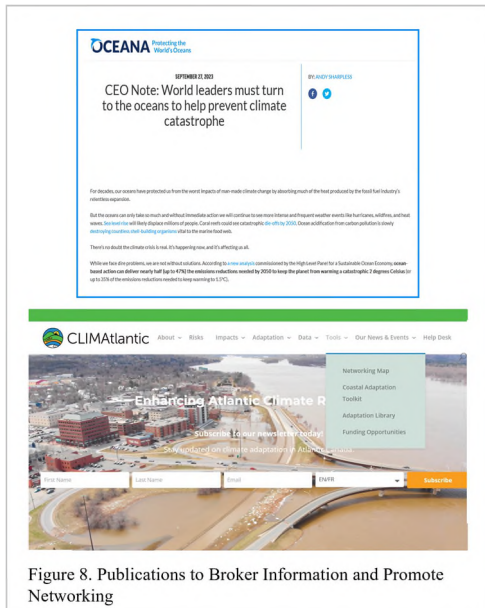 OCEANA Protecting the
World's Oceans
SEPTEMBER 27, 2023
CEO Note: World leaders must turn
to the oceans to help prevent climate
catastrophe
BY: ANDY SHARPLESS
For decades, our oceans have protected us from the worst impacts of man-made climate change by absorbing much of the heat produced by the fossil fuel industry's
relentless expansion.
But the oceans can only take so much and without immediate action we will continue to see more intense and frequent weather events like hurricanes, wildfires, and heat
waves. Sea level rise will likely displace millions of people. Coral reefs could see catastrophic die-offs by 2050. Ocean acidification from carbon pollution is slowly
destroying countless shell-building organisms vital to the marine food web.
There's no doubt the climate crisis is real, it's happening now, and it's affecting us all.
While we face dire problems, we are not without solutions. According to a new analysis commissioned by the High Level Panel for a Sustainable Ocean Economy, ocean-
based action can deliver nearly half (up to 47%) the emissions reductions needed by 2050 to keep the planet from warming a catastrophic 2 degrees Celsius (or
up to 35% of the emissions reductions needed to keep warming to 1.5°C).
CLIMAtlantic About Risks Impacts Adaptation Data Tools Our News & Events Help Desk
Networking Map
Coastal Adaptation
Toolkit
Adaptation Library
Funding Opportunities
Enhancing Atlantic Climate R
Subscribe to our newsletter today!
Stay updated on climate adaptation in Atlantic Canada.
First Name Last Name Email EN/FR Subscribe
Figure 8. Publications to Broker Information and Promote
Networking